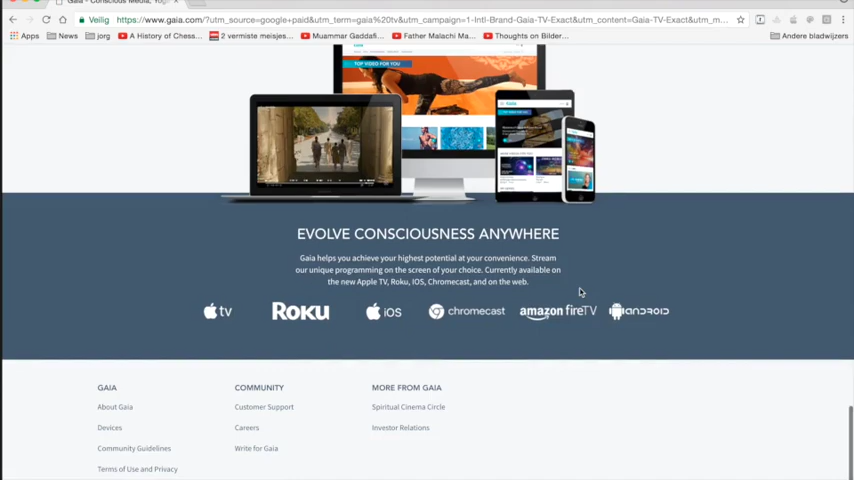 Gaia - Conscious Media, Yog
Veilig
https://www.gaia.com/?utm_source=google+paid&utm_term=gaia%20tv&utm_campaign=1-Intl-Brand-Gaia-TV-Exact&utm_content=Gaia-TV-Exact&utm_m...
Apps
News
jorg
A History of Chess...
2 vermiste meisjes...
Muammar Gaddafi...
Father Malachi Ma...
Thoughts on Bilder...
Andere bladwijzers
TOP VIDEO FOR YOU
GAIA
EVOLVE CONSCIOUSNESS ANYWHERE
Gaia helps you achieve your highest potential at your convenience. Stream
our unique programming on the screen of your choice. Currently available on
the new Apple TV, Roku, IOS, Chromecast, and on the web.
tv
Roku
iOS
chromecast
amazon fireTV
ANDROID
GAIA
COMMUNITY
MORE FROM GAIA
About Gaia
Customer Support
Spiritual Cinema Circle
Devices
Careers
Investor Relations
Community Guidelines
Write for Gaia
Terms of Use and Privacy